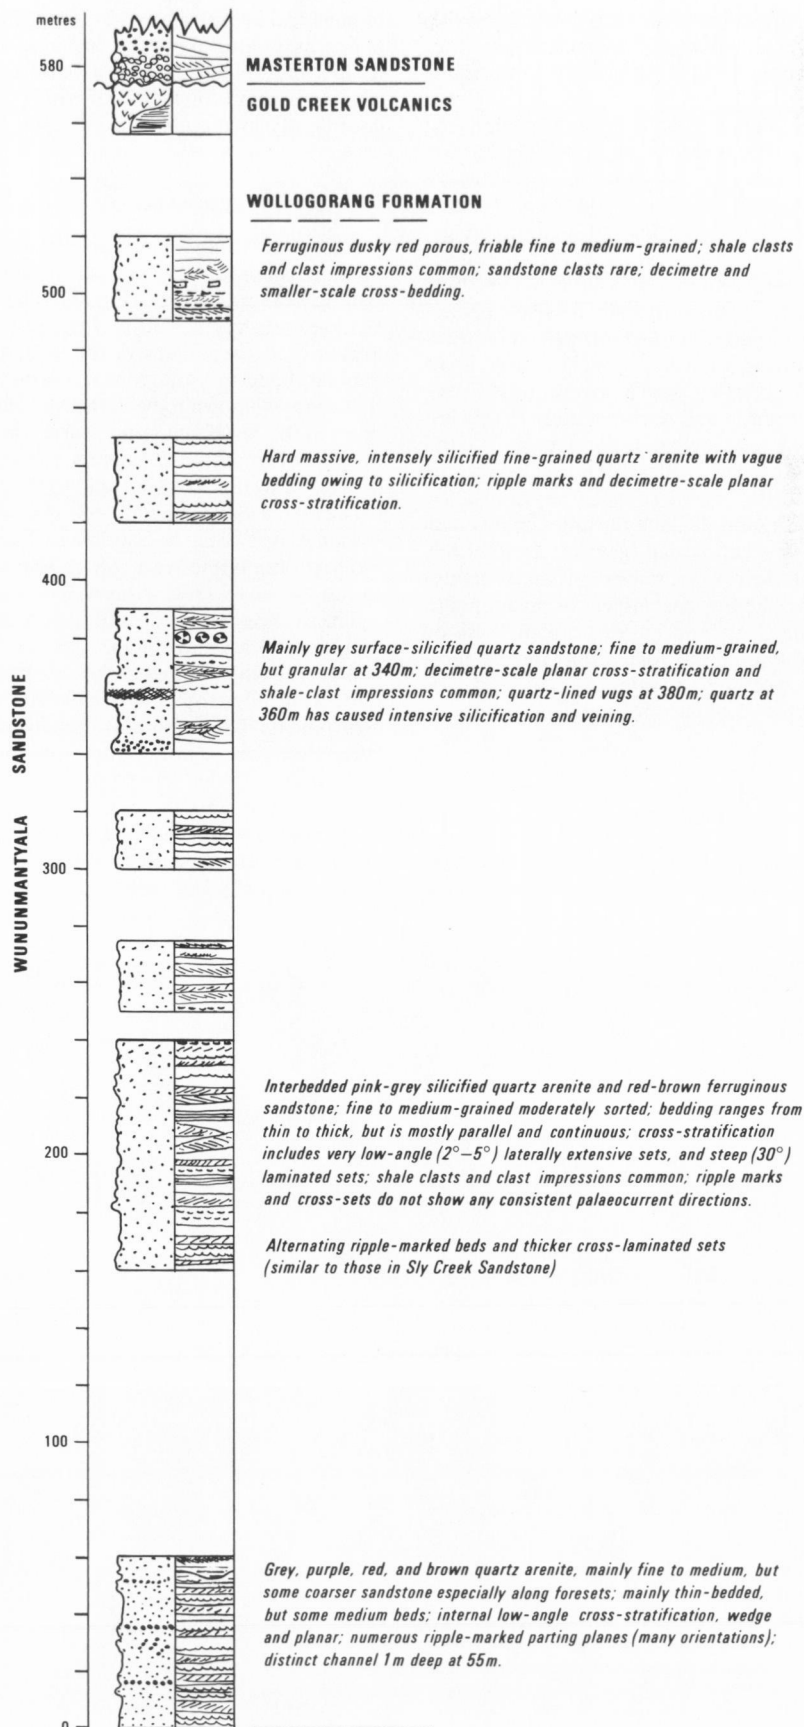 metres
580
MASTERTON SANDSTONE
GOLD CREEK VOLCANICS
WOLLOGORANG FORMATION
Ferruginous dusky red porous, friable fine to medium-grained; shale clasts
and clast impressions common; sandstone clasts rare; decimetre and
smaller-scale cross-bedding.
500
Hard massive, intensely silicified fine-grained quartz arenite with vague
bedding owing to silicification; ripple marks and decimetre-scale planar
cross-stratification.
400
Mainly grey surface-silicified quartz sandstone; fine to medium-grained,
but granular at 340m; decimetre-scale planar cross-stratification and
shale-clast impressions common; quartz-lined vugs at 380m; quartz at
360m has caused intensive silicification and veining.
WUNUNMANTYALA SANDSTONE
300
Interbedded pink-grey silicified quartz arenite and red-brown ferruginous
sandstone; fine to medium-grained moderately sorted; bedding ranges from
thin to thick, but is mostly parallel and continuous; cross-stratification
includes very low-angle (2°–5°) laterally extensive sets, and steep (30°)
laminated sets; shale clasts and clast impressions common; ripple marks
and cross-sets do not show any consistent palaeocurrent directions.
200
Alternating ripple-marked beds and thicker cross-laminated sets
(similar to those in Sly Creek Sandstone)
100
Grey, purple, red, and brown quartz arenite, mainly fine to medium, but
some coarser sandstone especially along foresets; mainly thin-bedded,
but some medium beds; internal low-angle cross-stratification, wedge
and planar; numerous ripple-marked parting planes (many orientations);
distinct channel 1m deep at 55m.
0